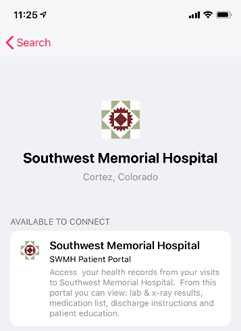 11:25
Search
Southwest Memorial Hospital
Cortez, Colorado
AVAILABLE TO CONNECT
Southwest Memorial Hospital
SWMH Patient Portal
Access your health records from your visits
to Southwest Memorial Hospital. From this
portal you can view: lab & x-ray results,
medication list, discharge instructions and
patient education.